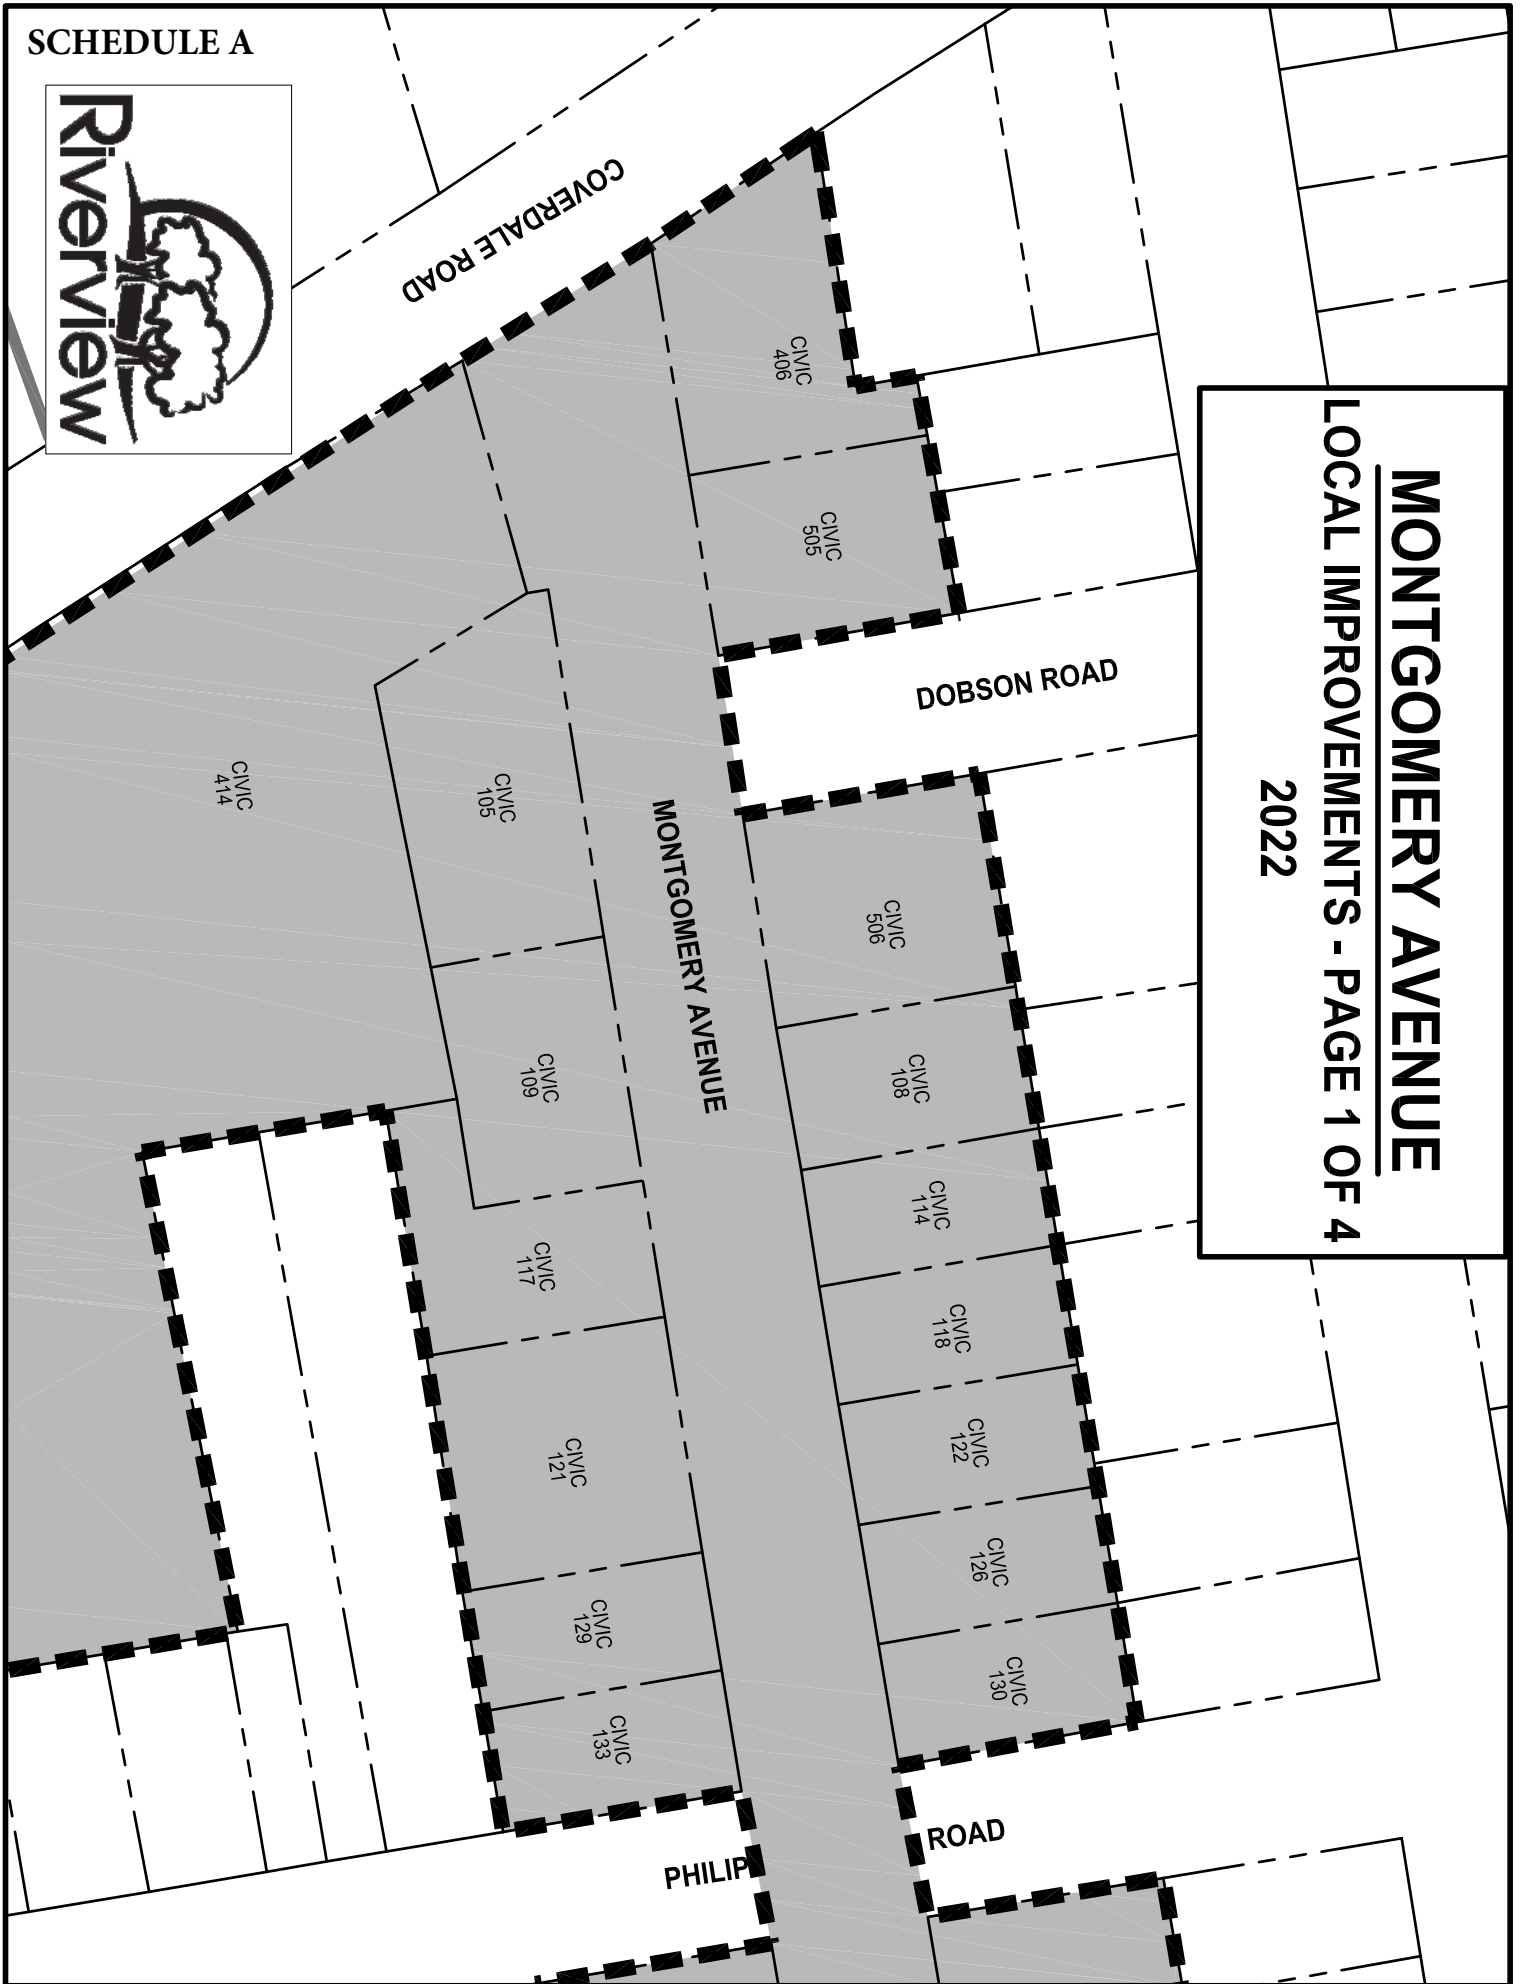 SCHEDULE A
Riverview
MONTGOMERY AVENUE
LOCAL IMPROVEMENTS - PAGE 1 OF 4
2022
COVERDALE ROAD
CIVIC
406
CIVIC
505
DOBSON ROAD
CIVIC
414
CIVIC
105
MONTGOMERY AVENUE
CIVIC
506
CIVIC
109
CIVIC
108
CIVIC
114
CIVIC
117
CIVIC
118
CIVIC
121
CIVIC
122
CIVIC
126
CIVIC
129
CIVIC
130
CIVIC
133
PHILIP
ROAD